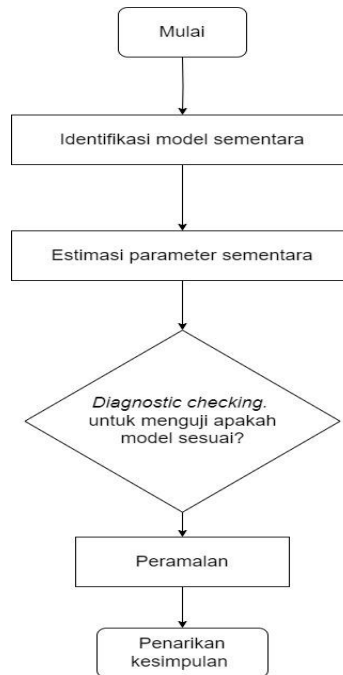 Mulai
Identifikasi model sementara
Estimasi parameter sementara
Diagnostic checking.
untuk menguji apakah
model sesuai?
Peramalan
Penarikan
kesimpulan